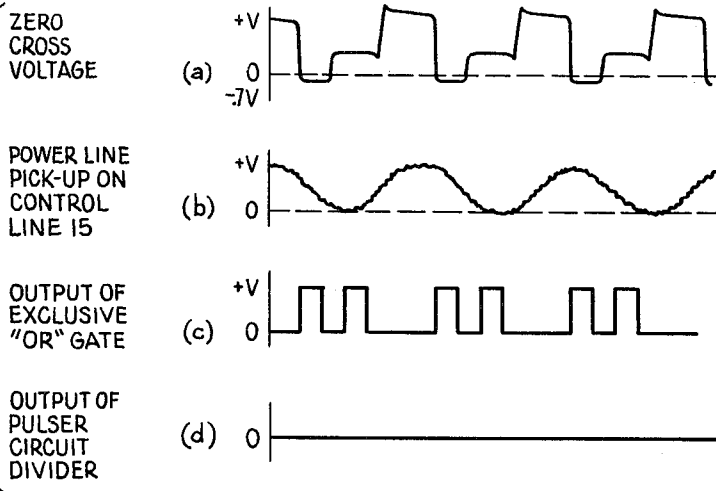 ZERO
CROSS
VOLTAGE
(a)
+V
0
-.7V
POWER LINE
PICK-UP ON
CONTROL
LINE 15
(b)
+V
0
OUTPUT OF
EXCLUSIVE
"OR" GATE
(c)
+V
0
OUTPUT OF
PULSER
CIRCUIT
DIVIDER
(d)
0